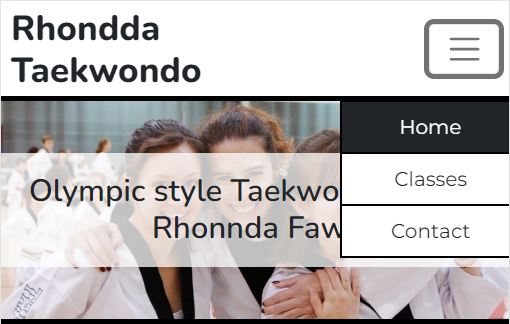 Rhondda
Taekwondo
Home
Classes
Contact
Olympic style Taekwo
Rhonnda Faw